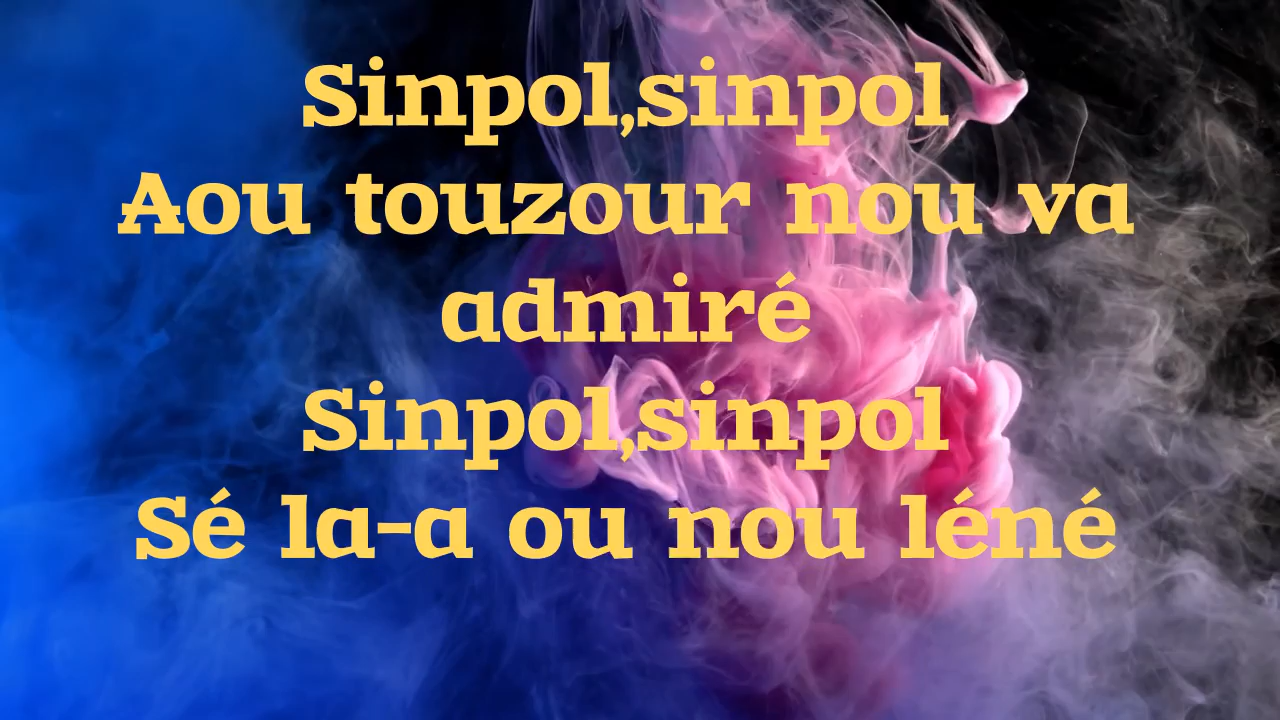 Sinpol,sinpol
Aou touzour nou va
admiré
Sinpol,sinpol
Sé la-a ou nou léné